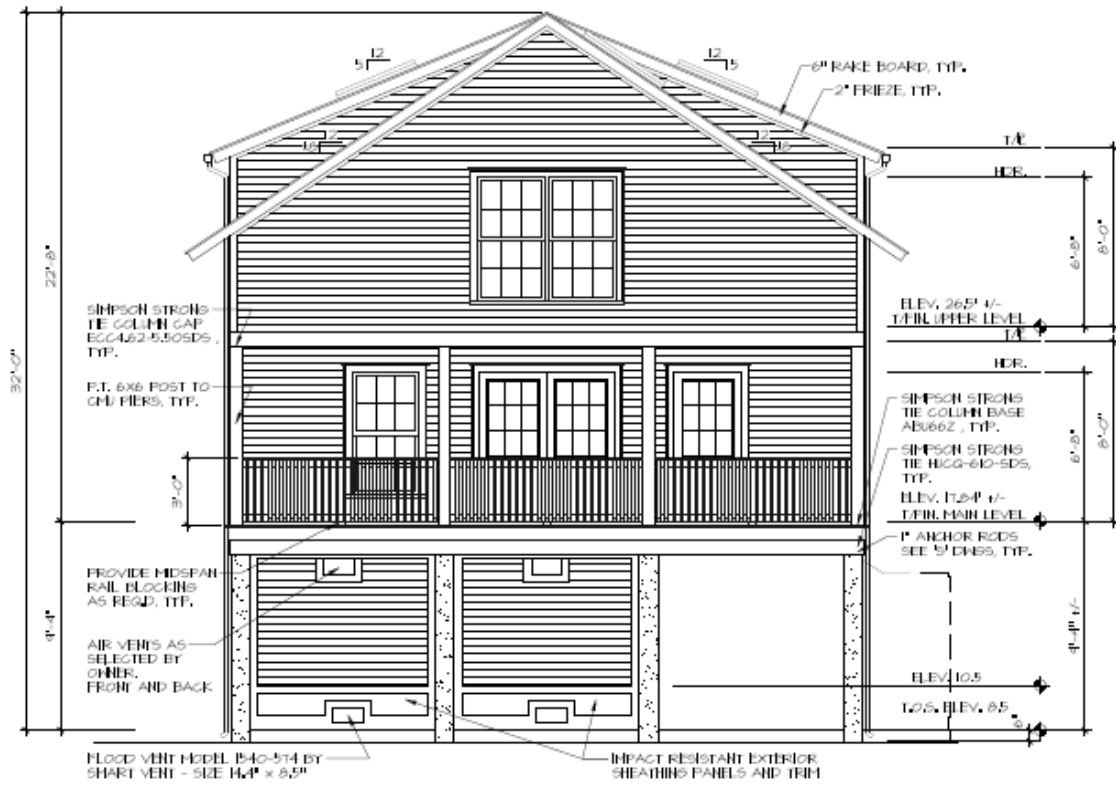 12
5
12
5
6" RAKE BOARD, TYP.
2" FRIEZE, TYP.
T/PL
HDR.
32'-0"
22'-8"
6'-8"
8'-0"
ELEV. 26.5' +/-
T/FIN. UPPER LEVEL
T/PL
HDR.
SIMPSON STRONG
TIE COLUMN CAP
ECC4.62-5.50SDS ,
TYP.
P.T. 6X6 POST TO
CMU PIERS, TYP.
SIMPSON STRONG
TIE COLUMN BASE
ABU66Z , TYP.
SIMPSON STRONG
TIE HUCQ-610-SDS,
TYP.
6'-8"
8'-0"
3'-0"
ELEV. 17.84' +/-
T/FIN. MAIN LEVEL
1" ANCHOR RODS
SEE 'S' DWGS, TYP.
PROVIDE MIDSPAN
RAIL BLOCKING
AS REQ.D, TYP.
AIR VENTS AS
SELECTED BY
OWNER.
FRONT AND BACK
9'-4"
9'-4" +/-
ELEV. 10.5
T.O.S. ELEV. 8.5
FLOOD VENT MODEL 1540-574 BY
SMART VENT - SIZE 14.4" x 8.5"
IMPACT RESISTANT EXTERIOR
SHEATHING PANELS AND TRIM